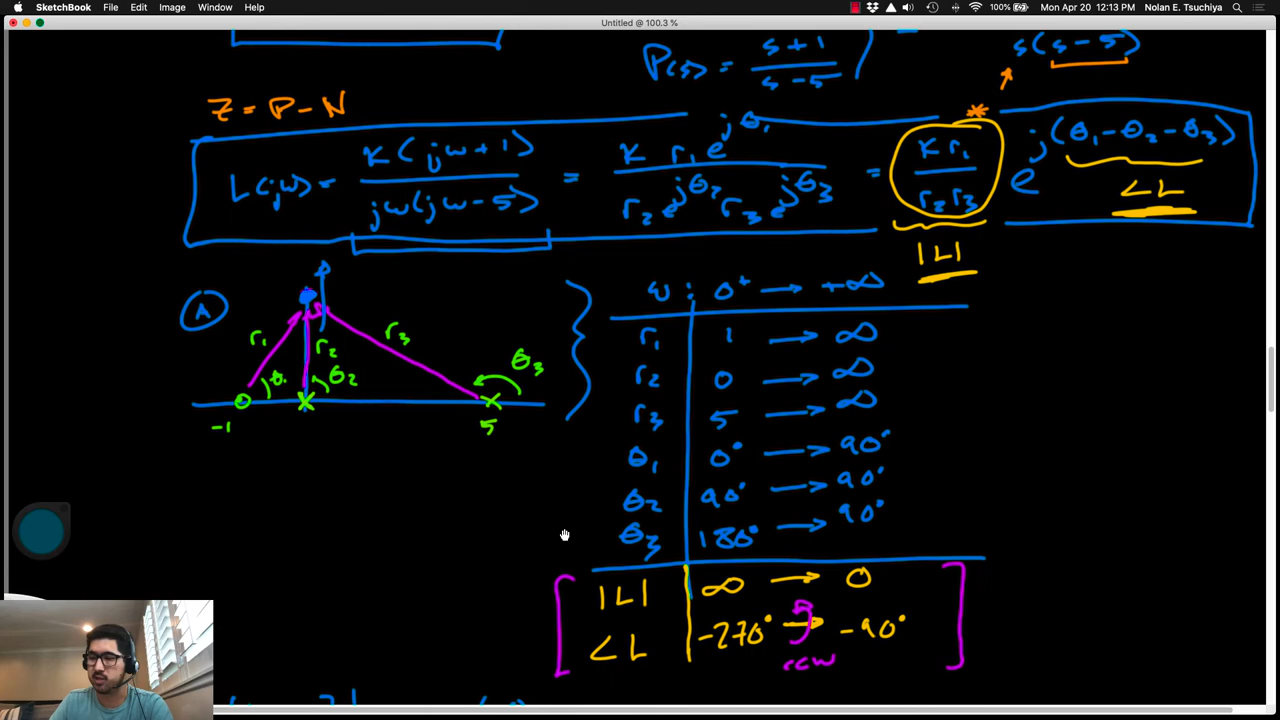 SketchBook File Edit Image Window Help 100% Mon Apr 20 12:13 PM Nolan E. Tsuchiya
Untitled @ 100.3 %
P(s) = s+1 / s-5
s(s-5)
Z = P - N
*
L(jω) = K(jω+1) / jω(jω-5) = K r₁ e^jθ₁ / r₂ e^jθ₂ r₃ e^jθ₃ = K r₁ / r₂ r₃ e^j(θ₁-θ₂-θ₃)
∠L
|L|
A
r₁ r₂ r₃
θ₁ θ₂ θ₃
-1 5
ω : 0⁺ → +∞
r₁ 1 → ∞
r₂ 0 → ∞
r₃ 5 → ∞
θ₁ 0° → 90°
θ₂ 90° → 90°
θ₃ 180° → 90°
|L| ∞ → 0
∠L -270° → -90°
ccw